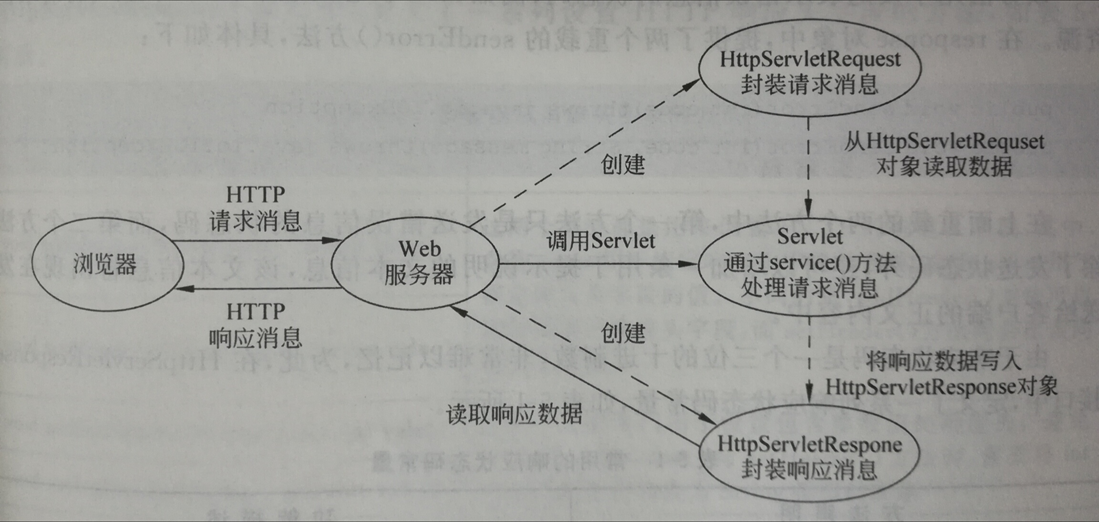 HttpServletRequest
封装请求消息
从HttpServletRequset
对象读取数据
创建
HTTP
请求消息
浏览器
Web
服务器
调用Servlet
Servlet
通过service()方法
处理请求消息
HTTP
响应消息
创建
将响应数据写入
HttpServletResponse对象
读取响应数据
HttpServletRespone
封装响应消息